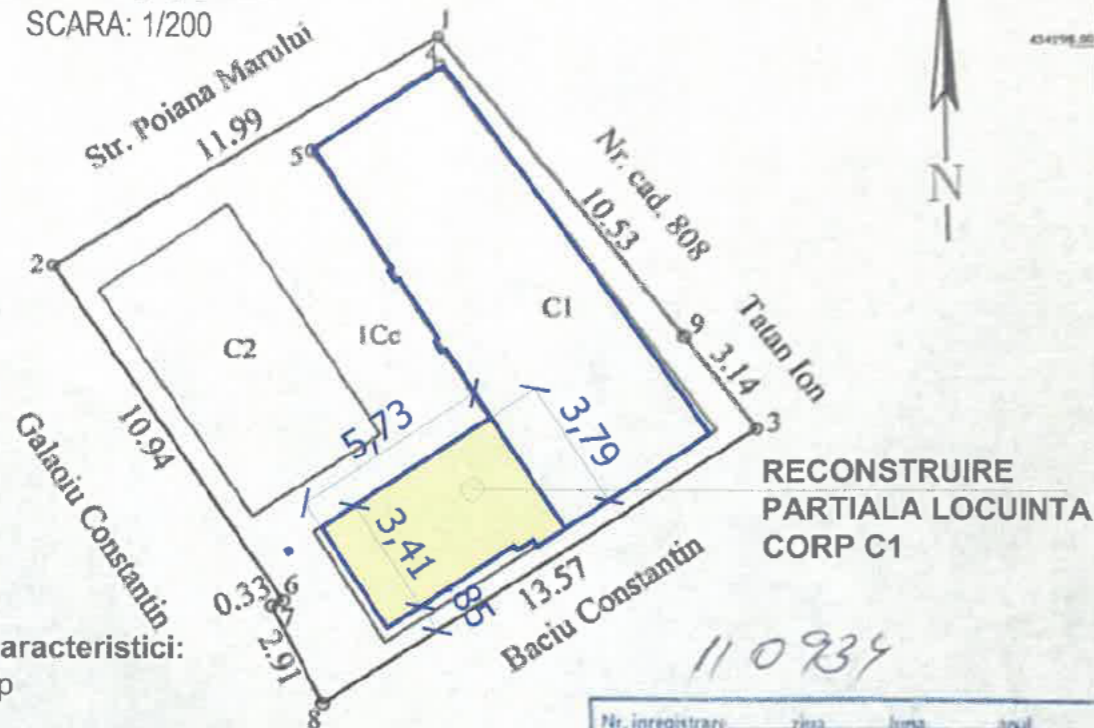 SCARA: 1/200
Str. Poiana Marului
11.99
1
4
5
2
Nr. cad. 808
10.53
N
9
Tatan Ion
3.14
3
C1
1Cc
C2
5,73
3,79
3,41
85
10.94
Galaoiu Constantin
0.33
6
7
2.91
8
13.57
Baciu Constantin
RECONSTRUIRE
PARTIALA LOCUINTA
CORP C1
aracteristici:
p
110934
Nr. inregistrare ziua luna anul